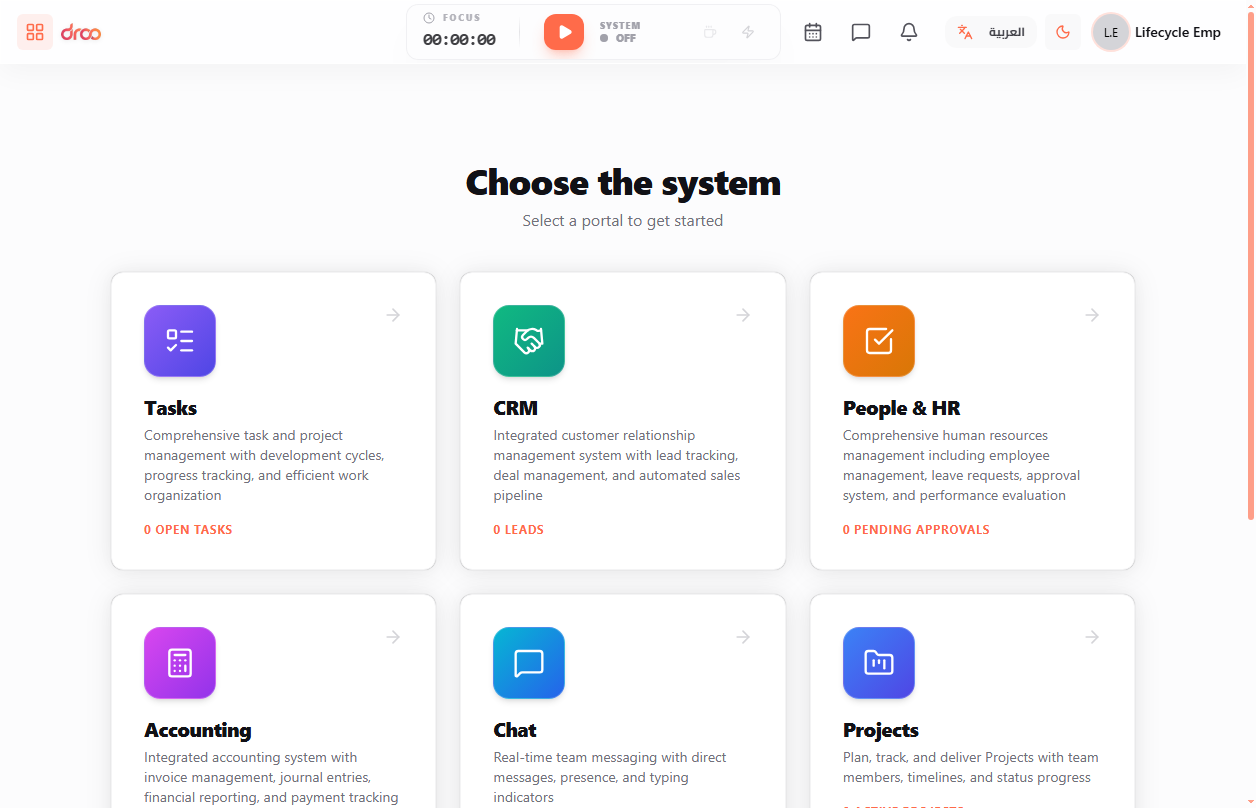 droo
FOCUS
00:00:00
SYSTEM
OFF
العربية
L.E
Lifecycle Emp
Choose the system
Select a portal to get started
Tasks
Comprehensive task and project
management with development cycles,
progress tracking, and efficient work
organization
0 OPEN TASKS
CRM
Integrated customer relationship
management system with lead tracking,
deal management, and automated sales
pipeline
0 LEADS
People & HR
Comprehensive human resources
management including employee
management, leave requests, approval
system, and performance evaluation
0 PENDING APPROVALS
Accounting
Integrated accounting system with
invoice management, journal entries,
financial reporting, and payment tracking
Chat
Real-time team messaging with direct
messages, presence, and typing
indicators
Projects
Plan, track, and deliver Projects with team
members, timelines, and status progress